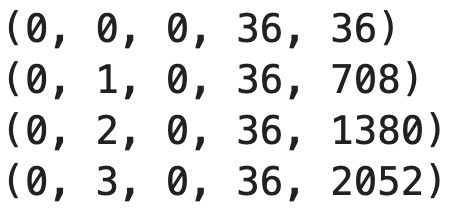 (0, 0, 0, 36, 36)
(0, 1, 0, 36, 708)
(0, 2, 0, 36, 1380)
(0, 3, 0, 36, 2052)